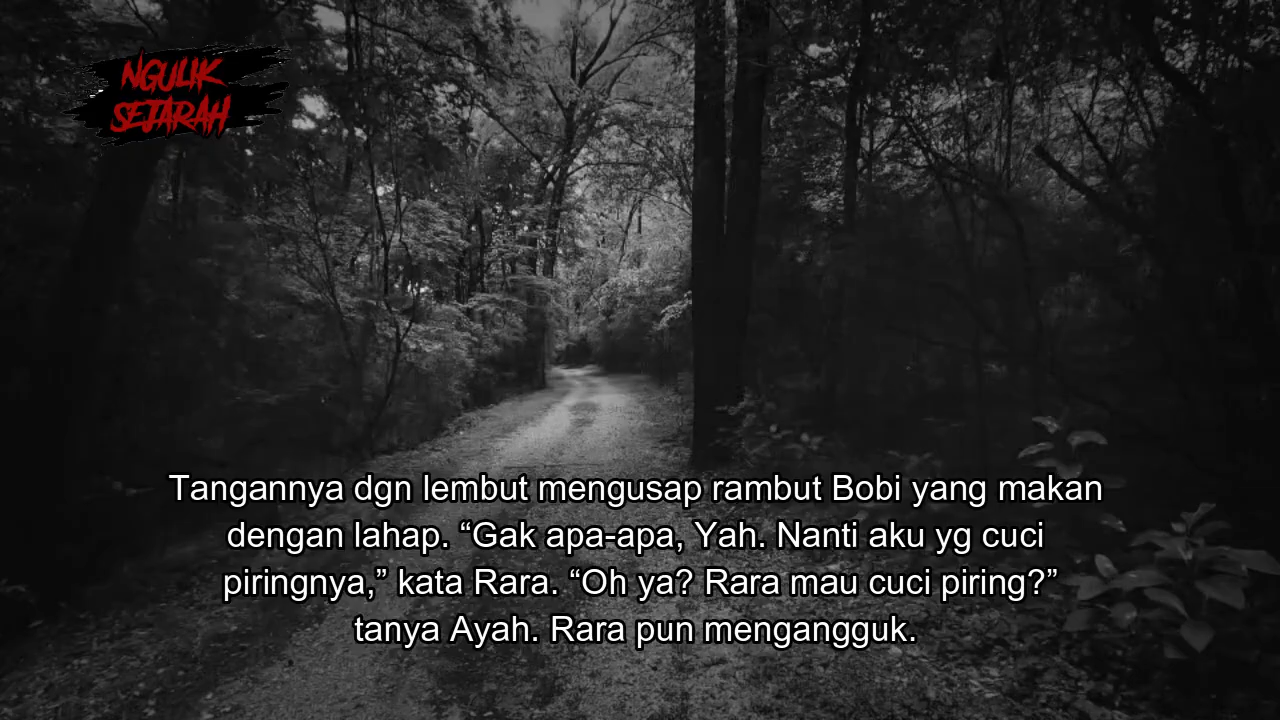 NGULIK
SEJARAH
Tangannya dgn lembut mengusap rambut Bobi yang makan
dengan lahap. “Gak apa-apa, Yah. Nanti aku yg cuci
piringnya,” kata Rara. “Oh ya? Rara mau cuci piring?”
tanya Ayah. Rara pun mengangguk.